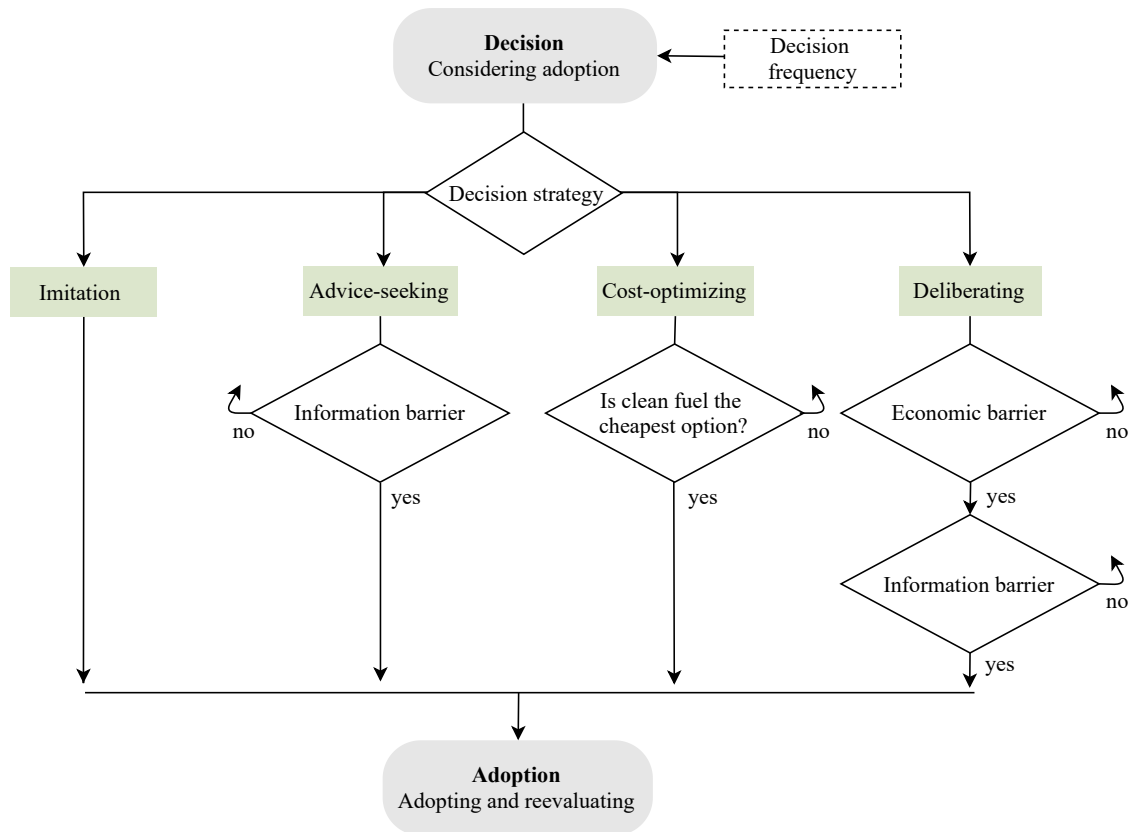 Decision
Considering adoption
Decision
frequency
Decision strategy
Imitation
Advice-seeking
Cost-optimizing
Deliberating
Information barrier
no
yes
Is clean fuel the
cheapest option?
no
yes
Economic barrier
no
yes
Information barrier
no
yes
Adoption
Adopting and reevaluating